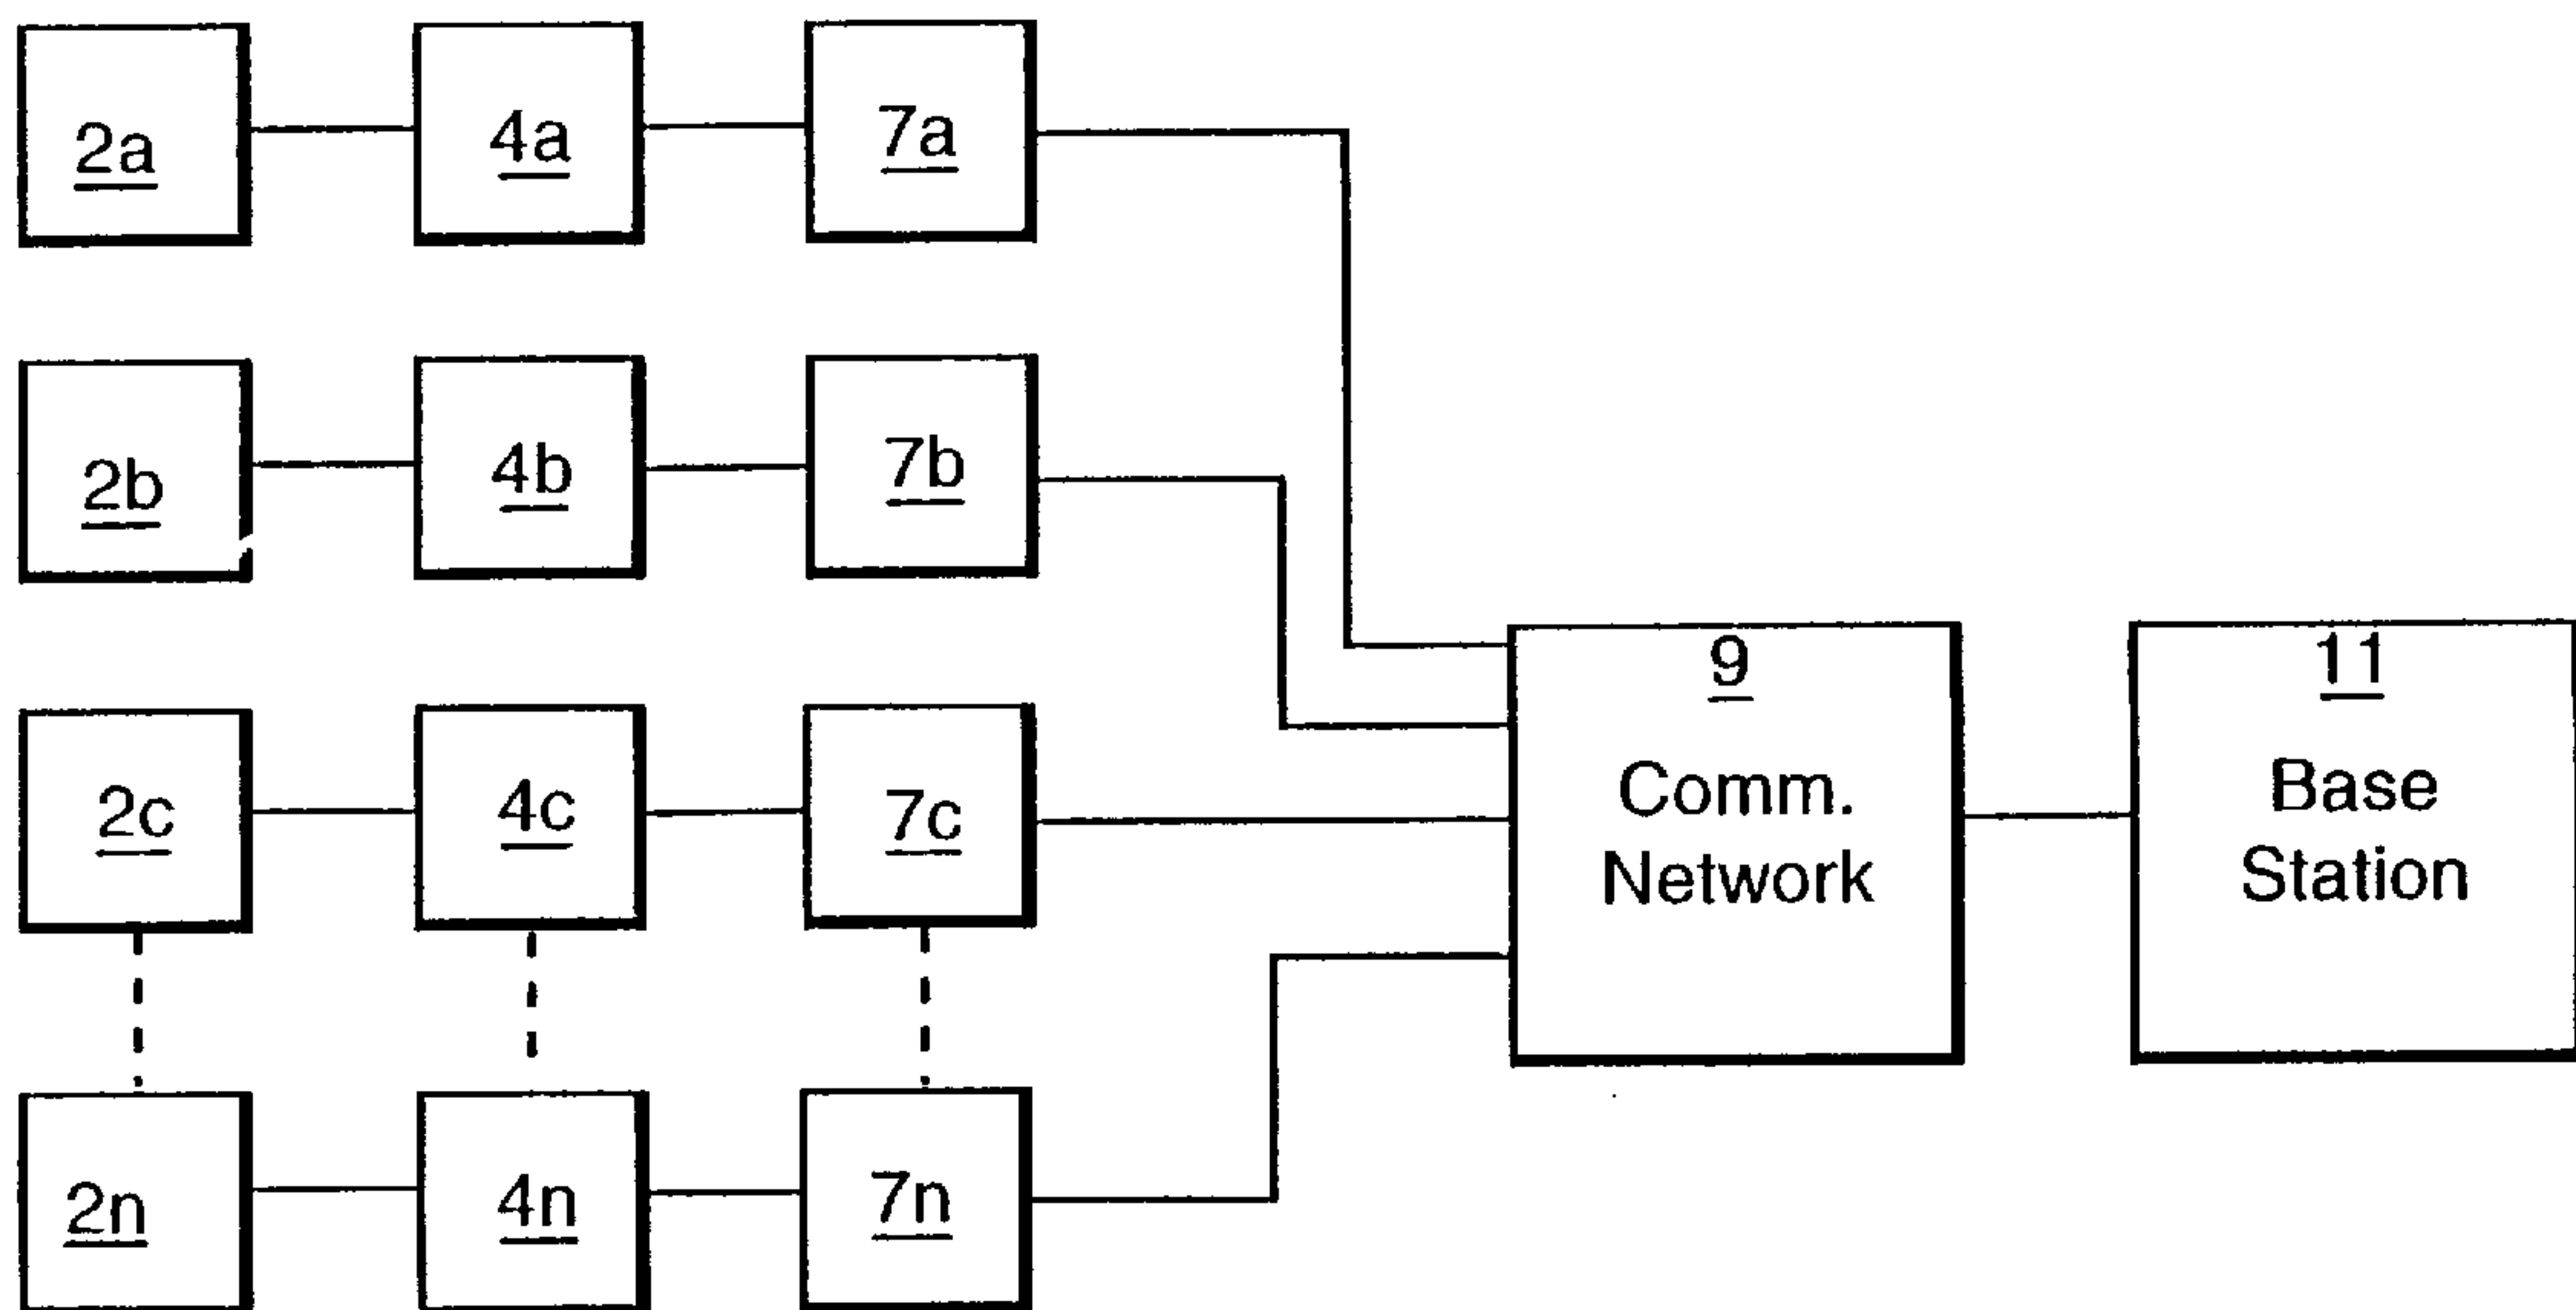 2a
4a
7a
2b
4b
7b
9
Comm.
Network
11
Base
Station
2c
4c
7c
2n
4n
7n